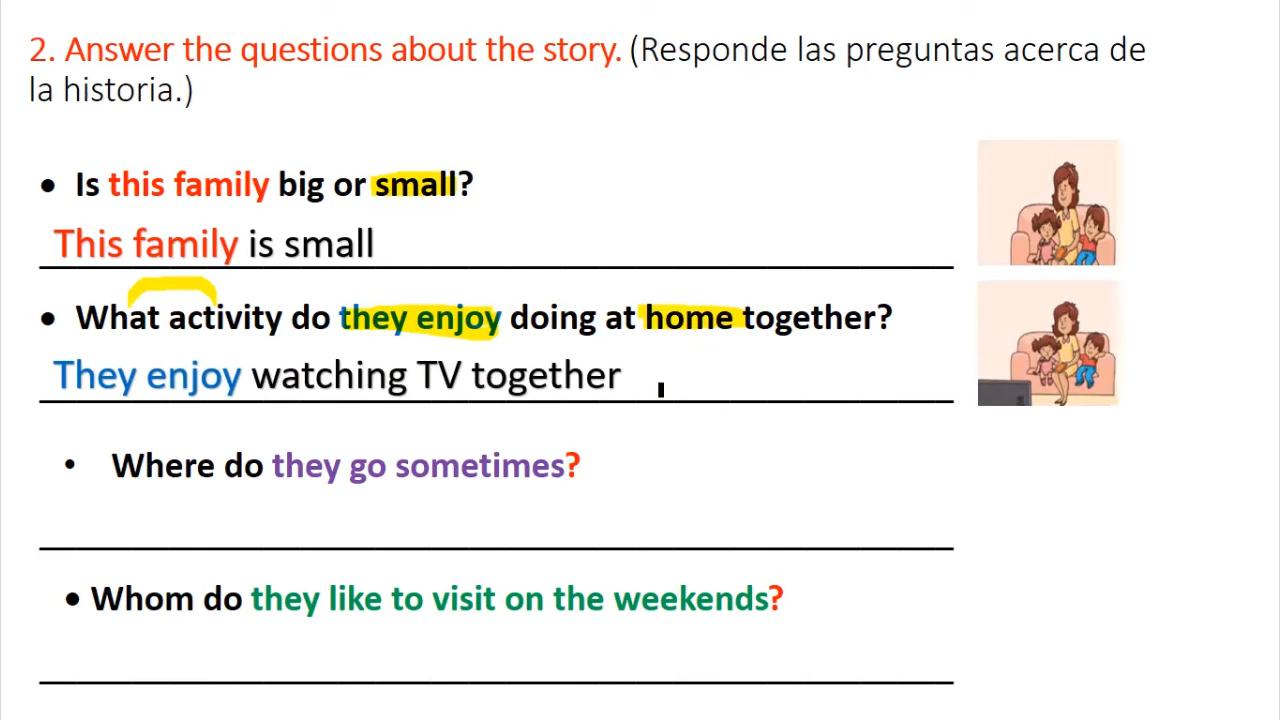 2. Answer the questions about the story. (Responde las preguntas acerca de
la historia.)
• Is this family big or small?
This family is small
• What activity do they enjoy doing at home together?
They enjoy watching TV together
• Where do they go sometimes?
• Whom do they like to visit on the weekends?